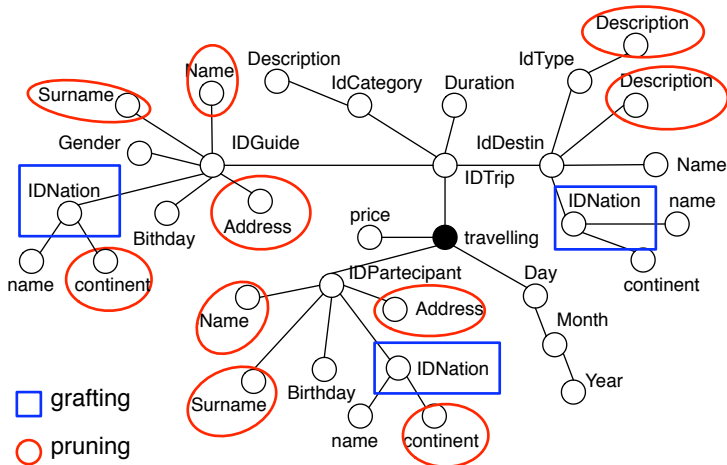 Description
IdType
Name
Description
IdCategory
Duration
Description
Surname
Gender
IDGuide
IdDestin
Name
IDTrip
IDNation
IDNation
name
Bithday
Address
price
travelling
name
continent
IDPartecipant
Day
continent
Name
Address
Month
IDNation
Year
Birthday
Surname
name
continent
grafting
pruning